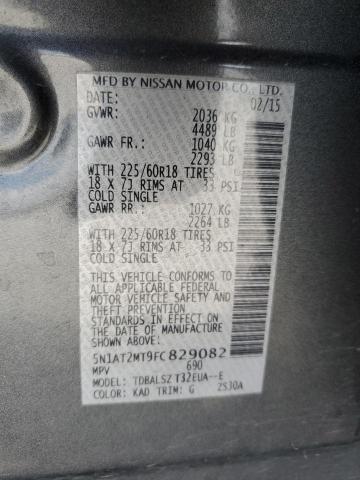 MFD BY NISSAN MOTOR CO., LTD.
DATE: 02/15
GVWR: 2036 KG
4489 LB
GAWR FR.: 1040 KG
2293 LB
WITH 225/60R18 TIRES
18 X 7J RIMS AT 33 PSI
COLD SINGLE
GAWR RR.: 1027 KG
2264 LB
WITH 225/60R18 TIRES
18 X 7J RIMS AT 33 PSI
COLD SINGLE
THIS VEHICLE CONFORMS TO
ALL APPLICABLE FEDERAL
MOTOR VEHICLE SAFETY
STANDARDS IN EFFECT ON
THE DATE OF MANUFACTURE
SHOWN ABOVE.
5N1AT2MT9FC829082
MPV 690
MODEL: TDBALSZ T32EUA--E
COLOR: KAD TRIM: G 2530A